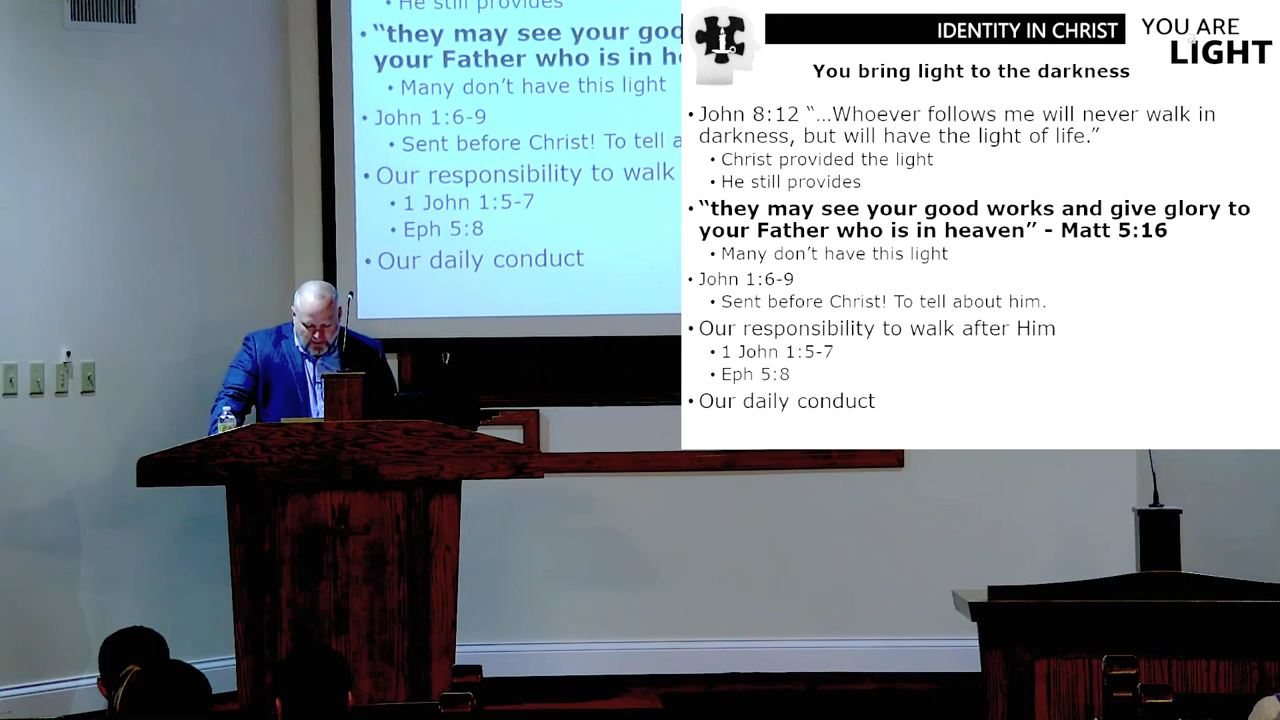 He still provides
• “they may see your goo
your Father who is in he
• Many don’t have this light
• John 1:6-9
• Sent before Christ! To tell a
• Our responsibility to walk
• 1 John 1:5-7
• Eph 5:8
• Our daily conduct
IDENTITY IN CHRIST
YOU ARE
LIGHT
You bring light to the darkness
• John 8:12 “…Whoever follows me will never walk in
darkness, but will have the light of life.”
• Christ provided the light
• He still provides
• “they may see your good works and give glory to
your Father who is in heaven” - Matt 5:16
• Many don’t have this light
• John 1:6-9
• Sent before Christ! To tell about him.
• Our responsibility to walk after Him
• 1 John 1:5-7
• Eph 5:8
• Our daily conduct